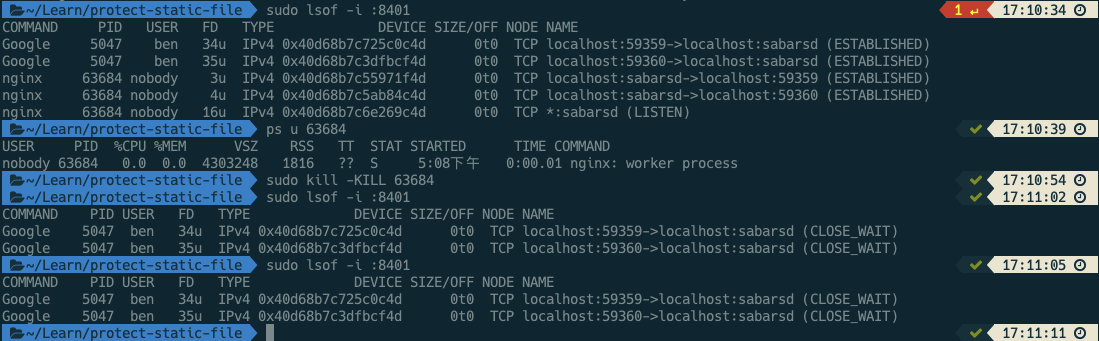 ~/Learn/protect-static-file sudo lsof -i :8401 1 ↵ 17:10:34
COMMAND PID USER FD TYPE DEVICE SIZE/OFF NODE NAME
Google 5047 ben 34u IPv4 0x40d68b7c725c0c4d 0t0 TCP localhost:59359->localhost:sabarsd (ESTABLISHED)
Google 5047 ben 35u IPv4 0x40d68b7c3dfbcf4d 0t0 TCP localhost:59360->localhost:sabarsd (ESTABLISHED)
nginx 63684 nobody 3u IPv4 0x40d68b7c55971f4d 0t0 TCP localhost:sabarsd->localhost:59359 (ESTABLISHED)
nginx 63684 nobody 4u IPv4 0x40d68b7c5ab84c4d 0t0 TCP localhost:sabarsd->localhost:59360 (ESTABLISHED)
nginx 63684 nobody 16u IPv4 0x40d68b7c6e269c4d 0t0 TCP *:sabarsd (LISTEN)
~/Learn/protect-static-file ps u 63684 ✓ 17:10:39
USER PID %CPU %MEM VSZ RSS TT STAT STARTED TIME COMMAND
nobody 63684 0.0 0.0 4303248 1816 ?? S 5:08下午 0:00.01 nginx: worker process
~/Learn/protect-static-file sudo kill -KILL 63684 ✓ 17:10:54
~/Learn/protect-static-file sudo lsof -i :8401 ✓ 17:11:02
COMMAND PID USER FD TYPE DEVICE SIZE/OFF NODE NAME
Google 5047 ben 34u IPv4 0x40d68b7c725c0c4d 0t0 TCP localhost:59359->localhost:sabarsd (CLOSE_WAIT)
Google 5047 ben 35u IPv4 0x40d68b7c3dfbcf4d 0t0 TCP localhost:59360->localhost:sabarsd (CLOSE_WAIT)
~/Learn/protect-static-file sudo lsof -i :8401 ✓ 17:11:05
COMMAND PID USER FD TYPE DEVICE SIZE/OFF NODE NAME
Google 5047 ben 34u IPv4 0x40d68b7c725c0c4d 0t0 TCP localhost:59359->localhost:sabarsd (CLOSE_WAIT)
Google 5047 ben 35u IPv4 0x40d68b7c3dfbcf4d 0t0 TCP localhost:59360->localhost:sabarsd (CLOSE_WAIT)
~/Learn/protect-static-file ✓ 17:11:11